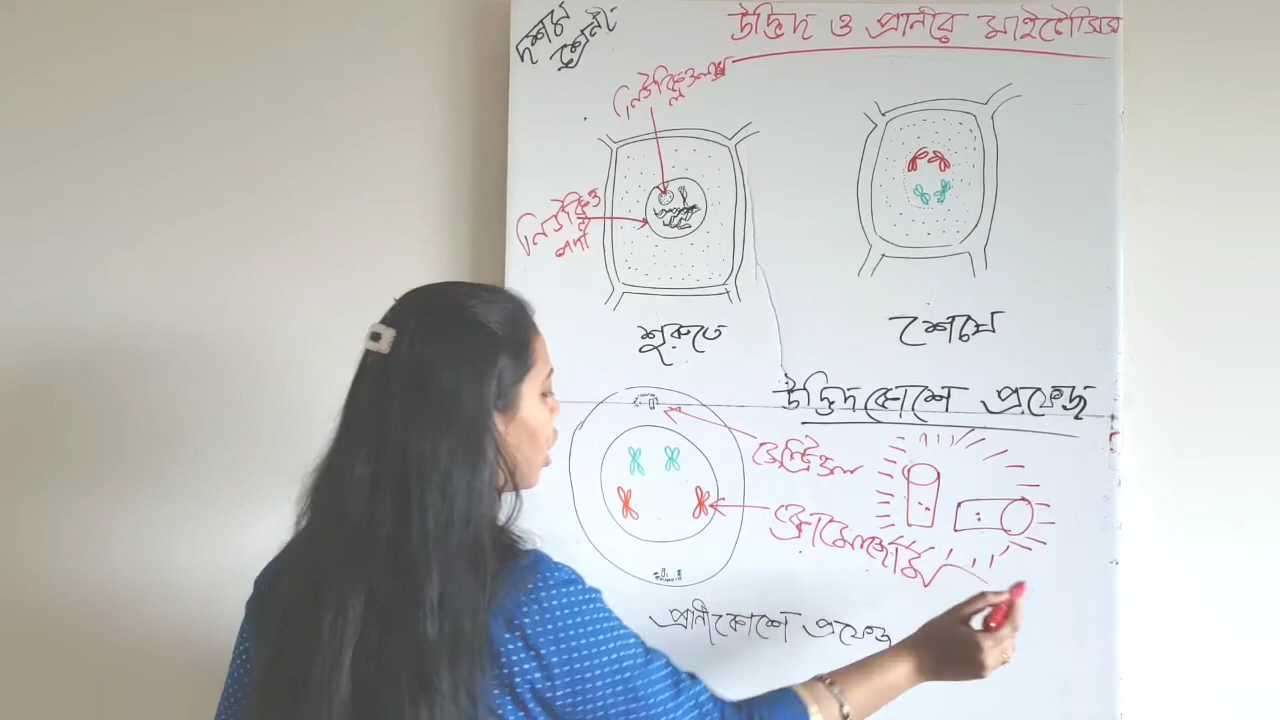 দশম
শ্রেনী
উদ্ভিদ ও প্রানীর মাইটোসিস
নিউক্লিওলাস
নিউক্লিও
পর্দা
শুরুতে
শেষে
উদ্ভিদকোশে প্রফেজ
সেন্ট্রিওল
ক্রোমোজোম
প্রানীকোশে প্রফেজ